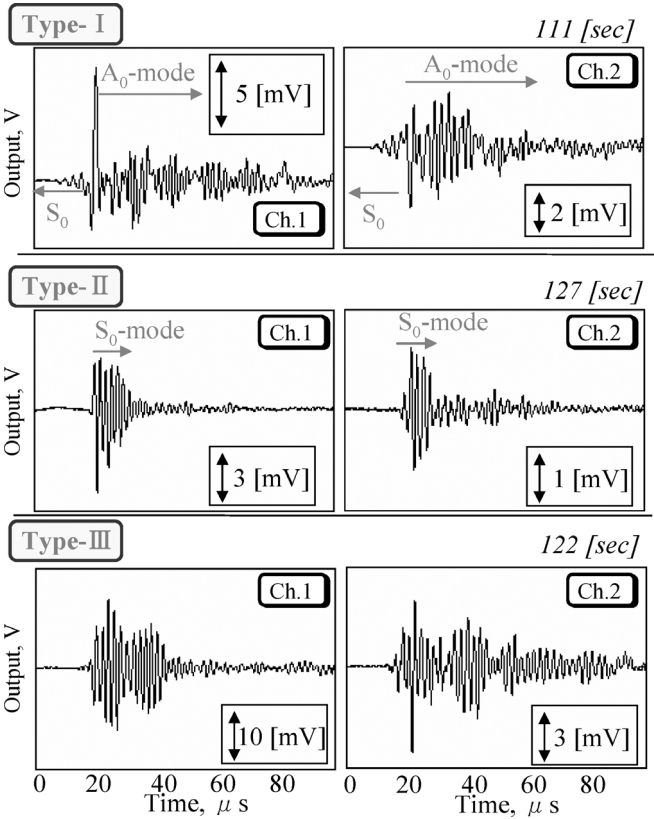 Type-Ⅰ
111 [sec]
Output, V
A0-mode
S0
5 [mV]
Ch.1
A0-mode
S0
Ch.2
2 [mV]
Type-Ⅱ
127 [sec]
Output, V
S0-mode
Ch.1
3 [mV]
S0-mode
Ch.2
1 [mV]
Type-Ⅲ
122 [sec]
Output, V
Ch.1
10 [mV]
Ch.2
3 [mV]
0 20 40 60 80
0 20 40 60 80
Time, μ s
Time, μ s